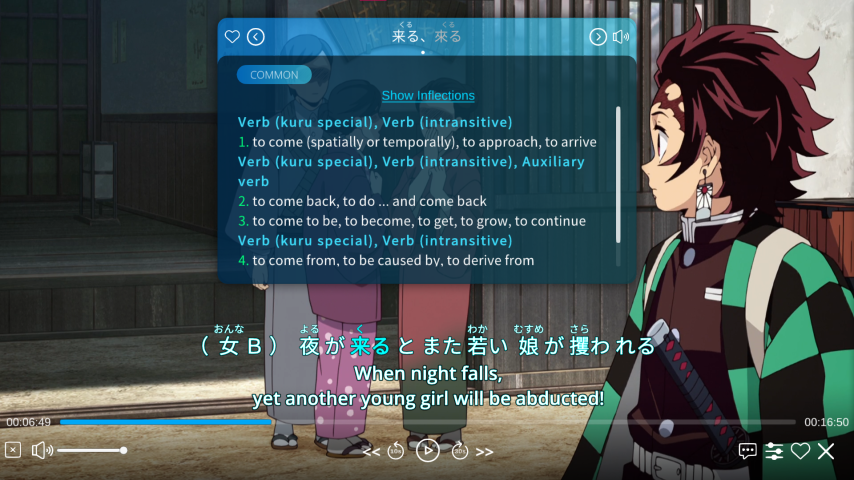 くる くる
来る、來る
COMMON
Show Inflections
Verb (kuru special), Verb (intransitive)
1. to come (spatially or temporally), to approach, to arrive
Verb (kuru special), Verb (intransitive), Auxiliary
verb
2. to come back, to do ... and come back
3. to come to be, to become, to get, to grow, to continue
Verb (kuru special), Verb (intransitive)
4. to come from, to be caused by, to derive from
おんな よる く わか むすめ さら
（女Ｂ） 夜が来ると また若い 娘が攫われる
When night falls,
yet another young girl will be abducted!
00:06:49 00:16:50
<< 10s 30s >>